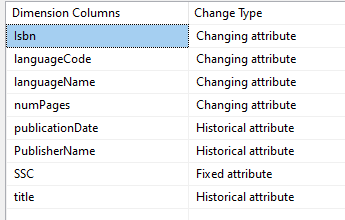 Dimension Columns Change Type
Isbn Changing attribute
languageCode Changing attribute
languageName Changing attribute
numPages Changing attribute
publicationDate Historical attribute
PublisherName Historical attribute
SSC Fixed attribute
title Historical attribute